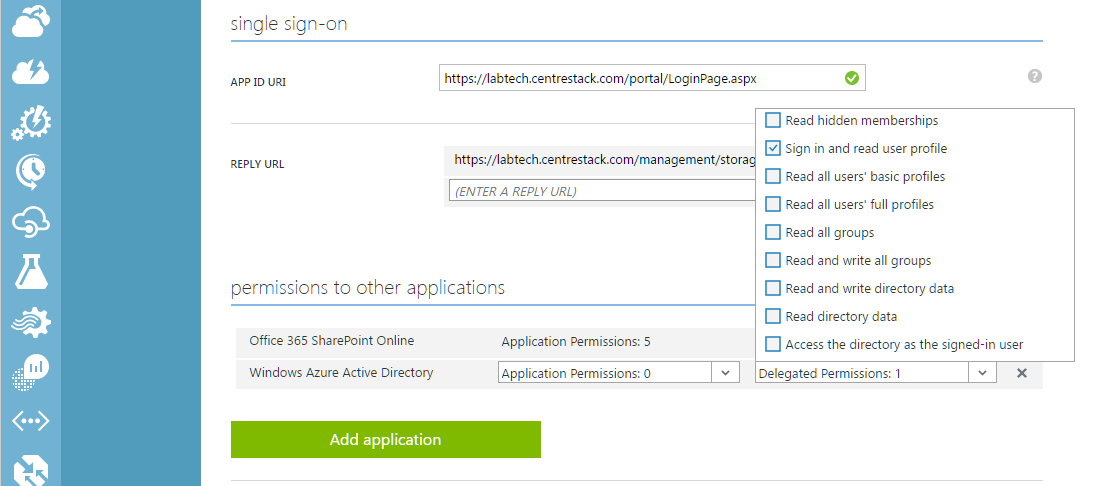 single sign-on
APP ID URI
https://labtech.centrestack.com/portal/LoginPage.aspx
?
REPLY URL
https://labtech.centrestack.com/management/storag
(ENTER A REPLY URL)
Read hidden memberships
Sign in and read user profile
Read all users' basic profiles
Read all users' full profiles
Read all groups
Read and write all groups
Read and write directory data
Read directory data
Access the directory as the signed-in user
permissions to other applications
Office 365 SharePoint Online Application Permissions: 5
Windows Azure Active Directory Application Permissions: 0 Delegated Permissions: 1
Add application